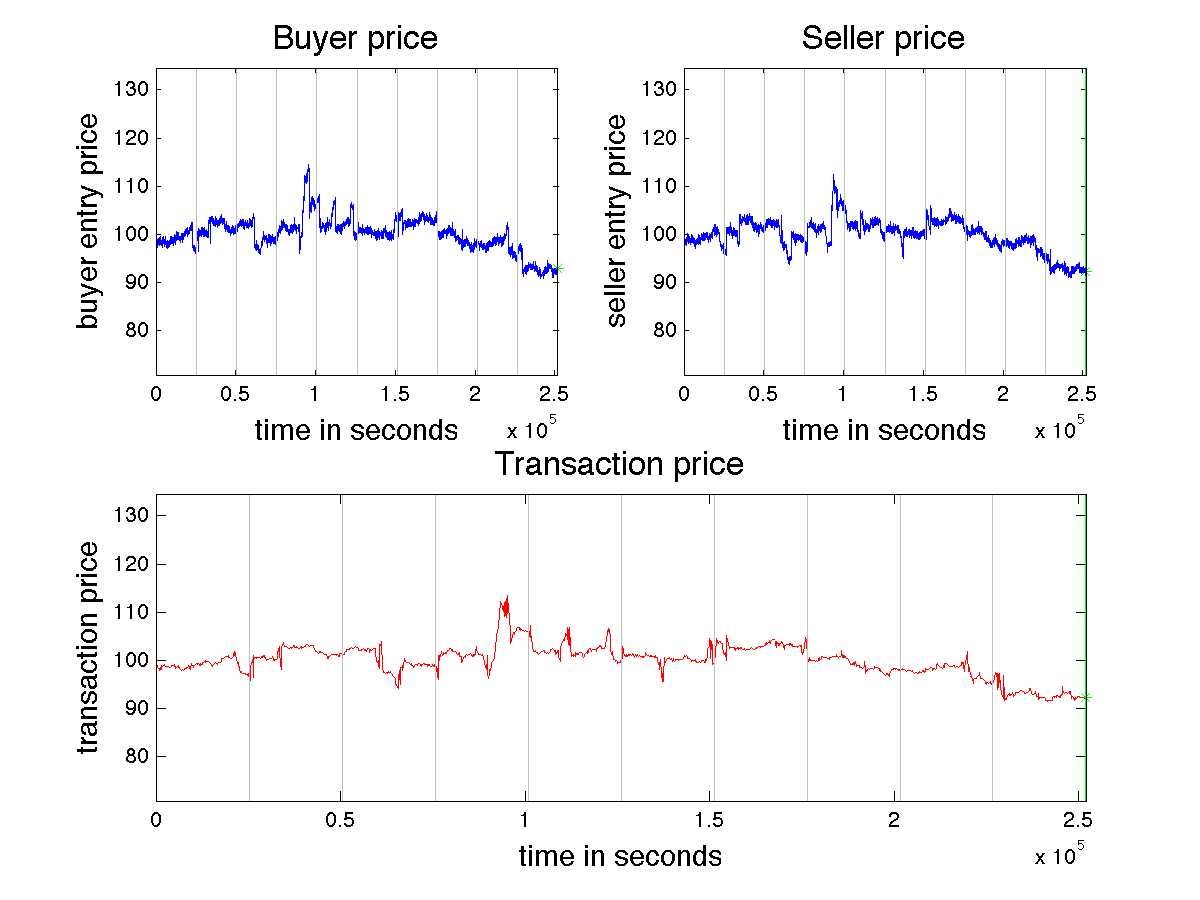 Buyer price
130
120
110
100
90
80
buyer entry price
0 0.5 1 1.5 2 2.5
time in seconds
x 10^5
Seller price
130
120
110
100
90
80
seller entry price
0 0.5 1 1.5 2 2.5
time in seconds
x 10^5
Transaction price
130
120
110
100
90
80
transaction price
0 0.5 1 1.5 2 2.5
time in seconds
x 10^5